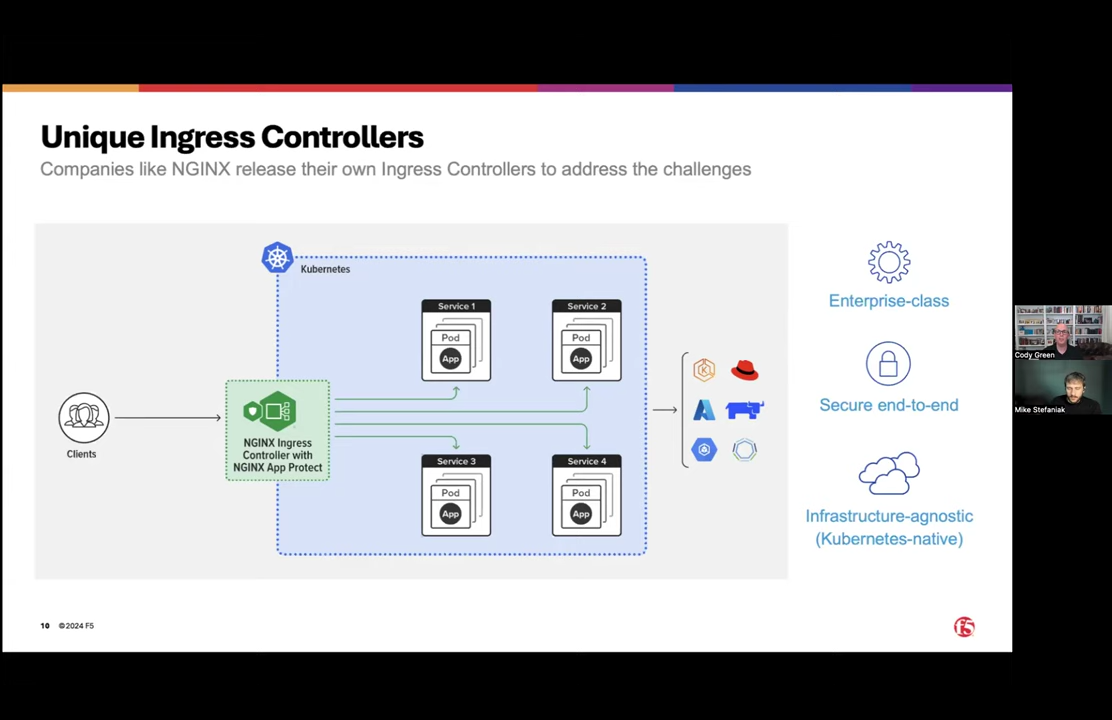 Unique Ingress Controllers
Companies like NGINX release their own Ingress Controllers to address the challenges
Kubernetes
Service 1
Pod
App
Service 2
Pod
App
Clients
NGINX Ingress
Controller with
NGINX App Protect
Service 3
Pod
App
Service 4
Pod
App
K
Enterprise-class
Secure end-to-end
Infrastructure-agnostic
(Kubernetes-native)
Cody Green
Mike Stefaniak
10 ©2024 F5
f5